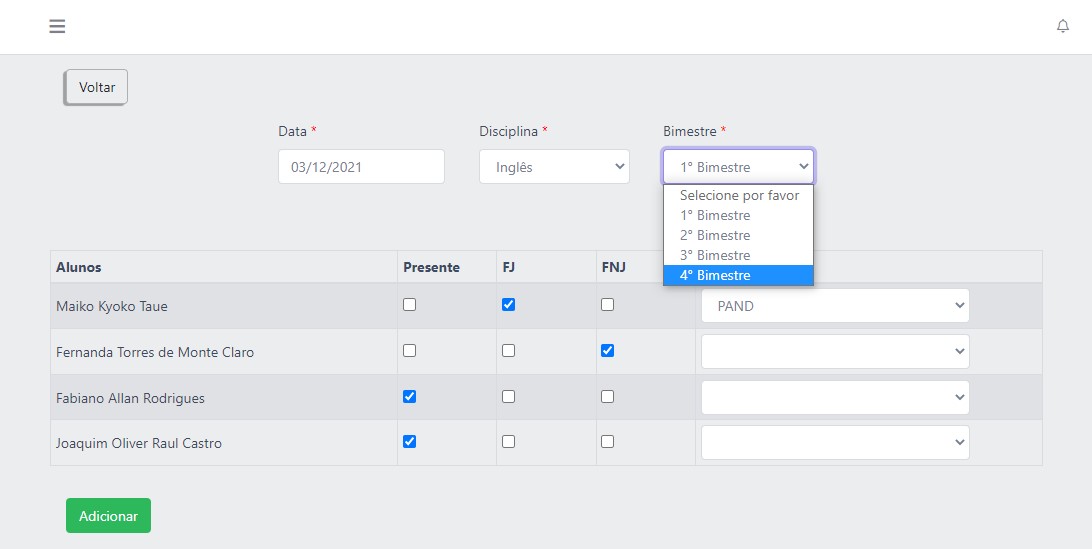 Voltar
Data *
Disciplina *
Bimestre *
03/12/2021
Inglês
1° Bimestre
Selecione por favor
1° Bimestre
2° Bimestre
3° Bimestre
4° Bimestre
Alunos
Presente
FJ
FNJ
Maiko Kyoko Taue
PAND
Fernanda Torres de Monte Claro
Fabiano Allan Rodrigues
Joaquim Oliver Raul Castro
Adicionar